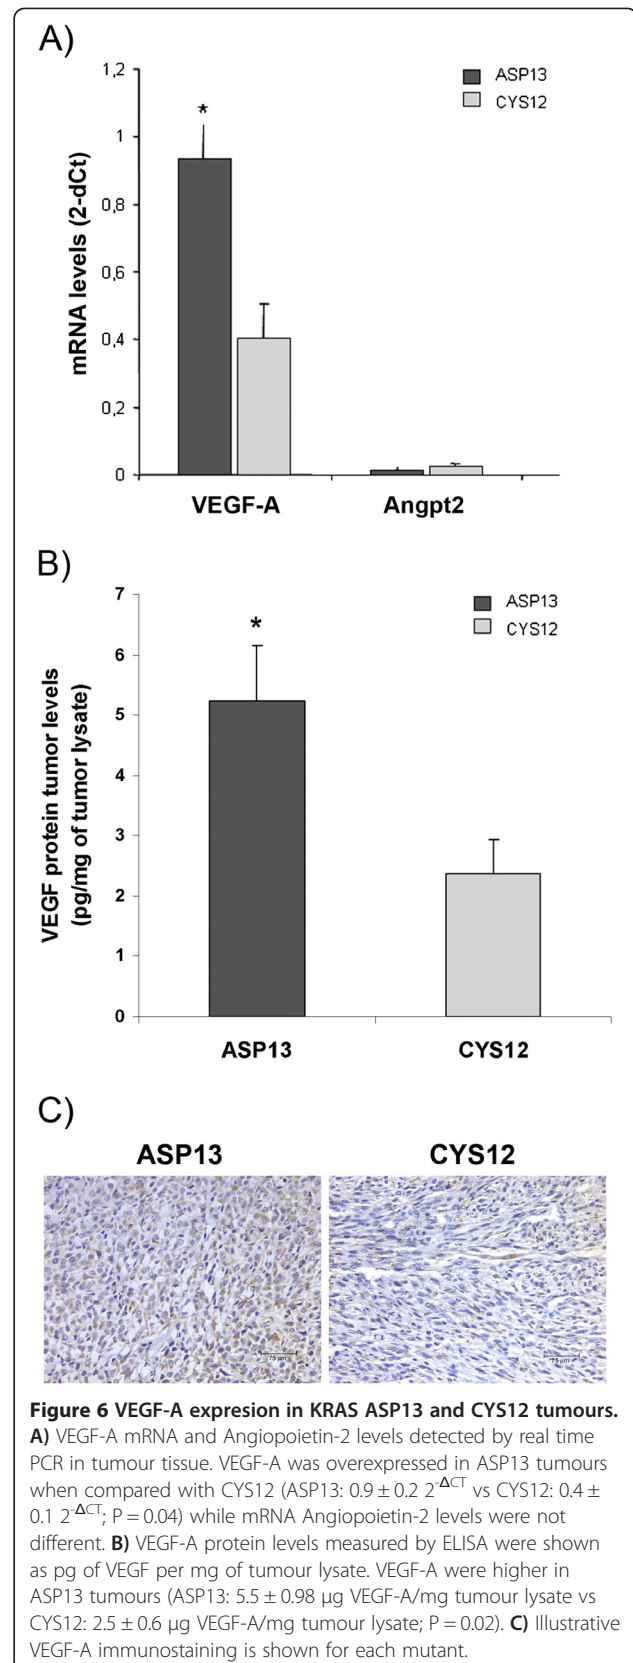 A)
1,2
1
0,8
0,6
0,4
0,2
0
mRNA levels (2-dCt)
*
ASP13
CYS12
VEGF-A
Angpt2
B)
7
6
5
4
3
2
1
0
VEGF protein tumor levels
(pg/mg of tumor lysate)
*
ASP13
CYS12
ASP13
CYS12
C)
ASP13
CYS12
75 µm
75 µm
Figure 6 VEGF-A expresion in KRAS ASP13 and CYS12 tumours.
A) VEGF-A mRNA and Angiopoietin-2 levels detected by real time
PCR in tumour tissue. VEGF-A was overexpressed in ASP13 tumours
when compared with CYS12 (ASP13: 0.9 ± 0.2 2^-ΔCT vs CYS12: 0.4 ±
0.1 2^-ΔCT; P = 0.04) while mRNA Angiopoietin-2 levels were not
different. B) VEGF-A protein levels measured by ELISA were shown
as pg of VEGF per mg of tumour lysate. VEGF-A were higher in
ASP13 tumours (ASP13: 5.5 ± 0.98 μg VEGF-A/mg tumour lysate vs
CYS12: 2.5 ± 0.6 μg VEGF-A/mg tumour lysate; P = 0.02). C) Illustrative
VEGF-A immunostaining is shown for each mutant.